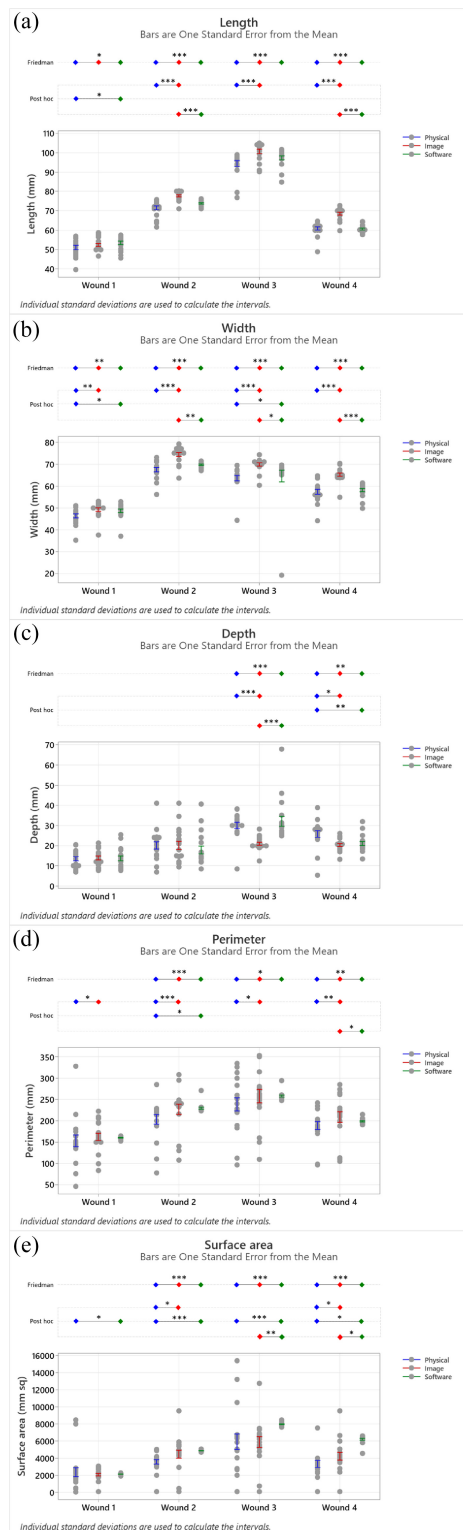 (a)
Length
Bars are One Standard Error from the Mean
Friedman
* *** *** ***
*** *** ***
Post hoc
*
*** ***
Physical
Image
Software
Length (mm)
110
100
90
80
70
60
50
40
Wound 1 Wound 2 Wound 3 Wound 4
Individual standard deviations are used to calculate the intervals.
(b)
Width
Bars are One Standard Error from the Mean
Friedman
** *** *** ***
** *** *** ***
Post hoc
* *
** * ***
Physical
Image
Software
Width (mm)
80
70
60
50
40
30
20
Wound 1 Wound 2 Wound 3 Wound 4
Individual standard deviations are used to calculate the intervals.
(c)
Depth
Bars are One Standard Error from the Mean
Friedman
*** **
*** *
Post hoc
**
***
Physical
Image
Software
Depth (mm)
70
60
50
40
30
20
10
0
Wound 1 Wound 2 Wound 3 Wound 4
Individual standard deviations are used to calculate the intervals.
(d)
Perimeter
Bars are One Standard Error from the Mean
Friedman
*** * **
* *** * **
Post hoc
*
*
Physical
Image
Software
Perimeter (mm)
350
300
250
200
150
100
50
Wound 1 Wound 2 Wound 3 Wound 4
Individual standard deviations are used to calculate the intervals.
(e)
Surface area
Bars are One Standard Error from the Mean
Friedman
*** *** ***
* *
Post hoc
* *** *** *
** *
Physical
Image
Software
Surface area (mm sq)
16000
14000
12000
10000
8000
6000
4000
2000
0
Wound 1 Wound 2 Wound 3 Wound 4
Individual standard deviations are used to calculate the intervals.